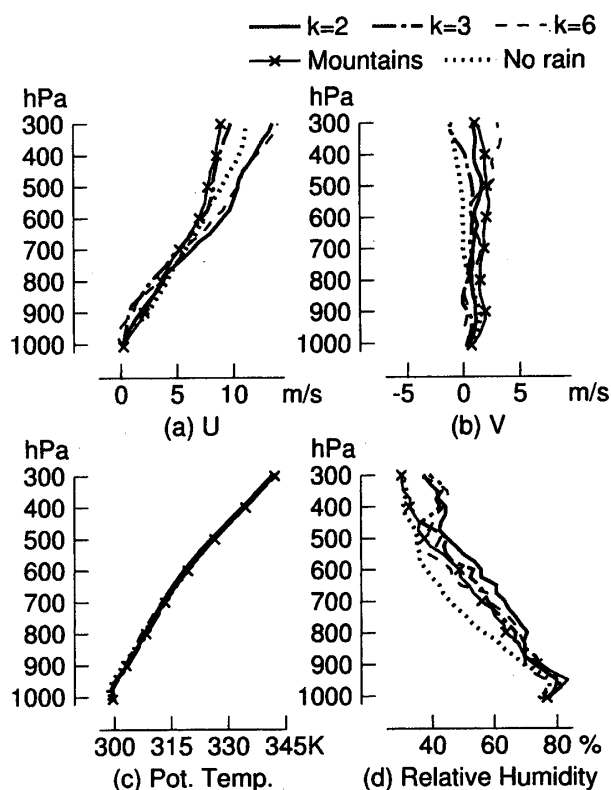 k=2 k=3 k=6
Mountains No rain
hPa hPa
300 300
400 400
500 500
600 600
700 700
800 800
900 900
1000 1000
0 5 10 m/s -5 0 5 m/s
(a) U (b) V
hPa hPa
300 300
400 400
500 500
600 600
700 700
800 800
900 900
1000 1000
300 315 330 345K 40 60 80 %
(c) Pot. Temp. (d) Relative Humidity